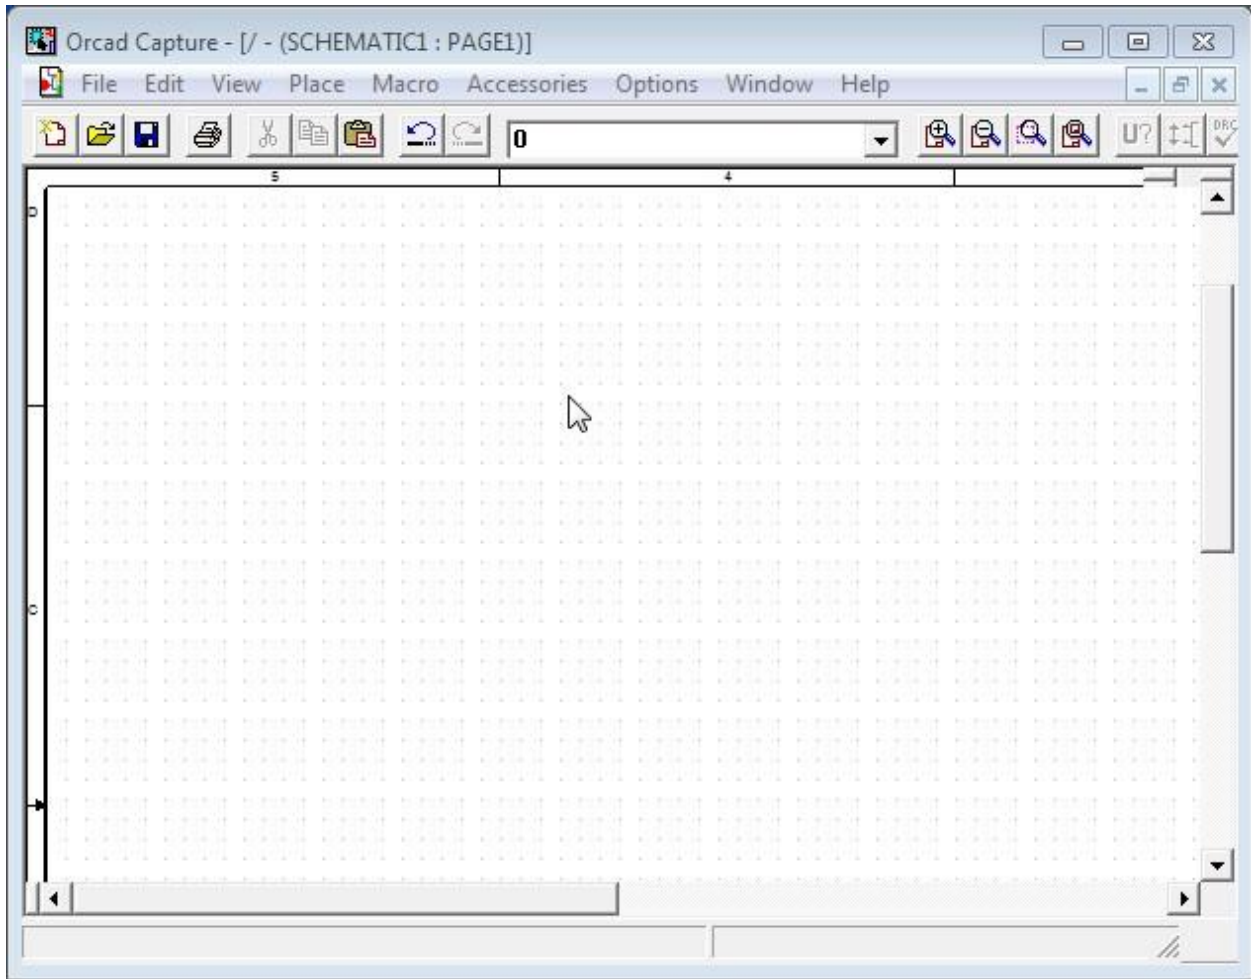 Orcad Capture - [/ - (SCHEMATIC1 : PAGE1)]
File Edit View Place Macro Accessories Options Window Help
0 U? DRC
5 4
D
C